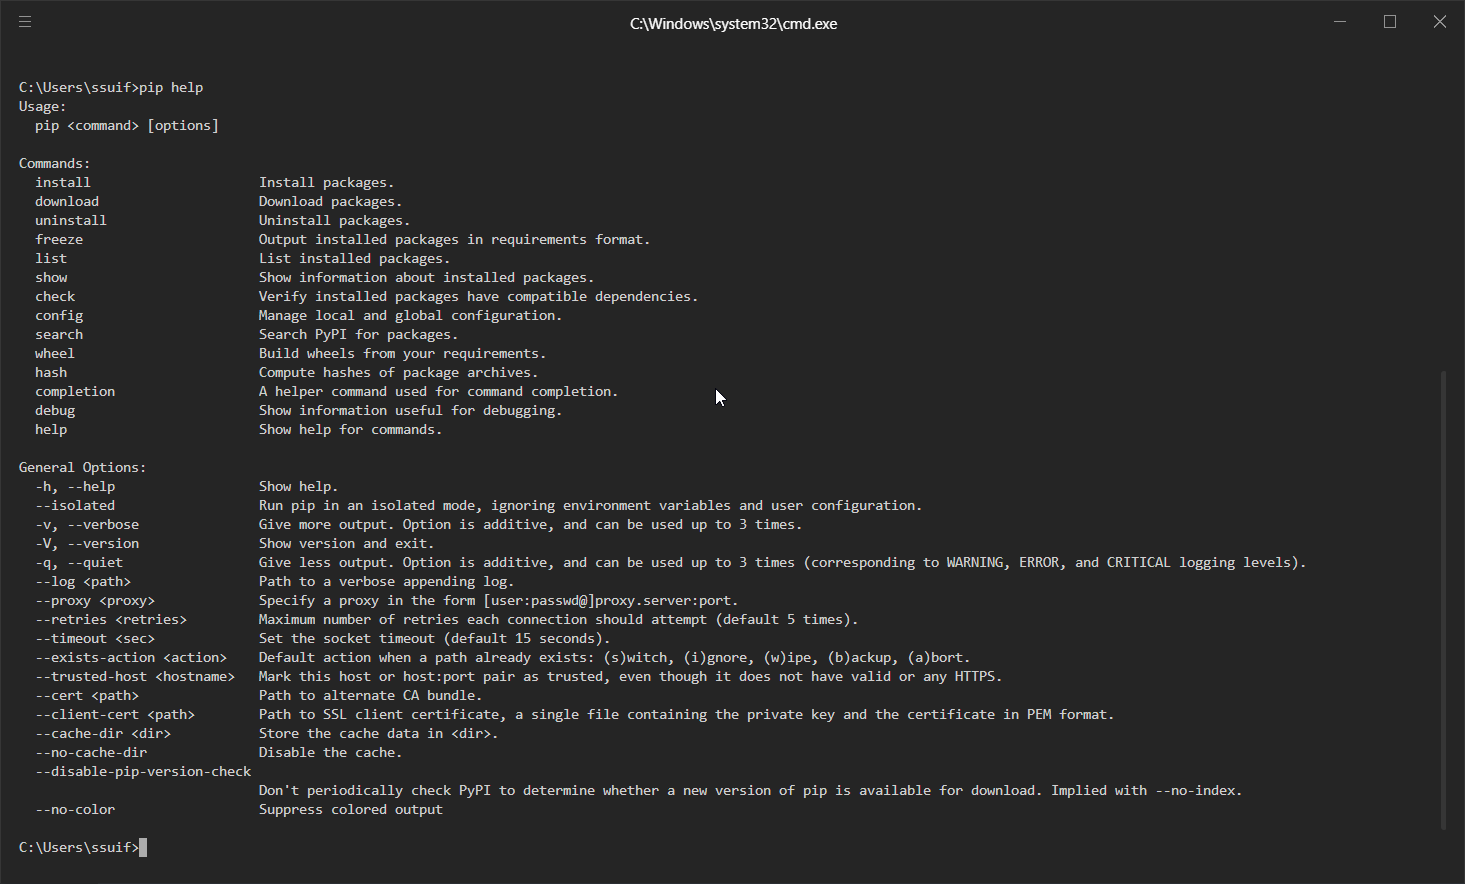 C:\Windows\system32\cmd.exe
C:\Users\ssuif>pip help
Usage:
  pip <command> [options]

Commands:
  install                     Install packages.
  download                    Download packages.
  uninstall                   Uninstall packages.
  freeze                      Output installed packages in requirements format.
  list                        List installed packages.
  show                        Show information about installed packages.
  check                       Verify installed packages have compatible dependencies.
  config                      Manage local and global configuration.
  search                      Search PyPI for packages.
  wheel                       Build wheels from your requirements.
  hash                        Compute hashes of package archives.
  completion                  A helper command used for command completion.
  debug                       Show information useful for debugging.
  help                        Show help for commands.

General Options:
  -h, --help                  Show help.
  --isolated                  Run pip in an isolated mode, ignoring environment variables and user configuration.
  -v, --verbose               Give more output. Option is additive, and can be used up to 3 times.
  -V, --version               Show version and exit.
  -q, --quiet                 Give less output. Option is additive, and can be used up to 3 times (corresponding to WARNING, ERROR, and CRITICAL logging levels).
  --log <path>                Path to a verbose appending log.
  --proxy <proxy>             Specify a proxy in the form [user:passwd@]proxy.server:port.
  --retries <retries>         Maximum number of retries each connection should attempt (default 5 times).
  --timeout <sec>             Set the socket timeout (default 15 seconds).
  --exists-action <action>    Default action when a path already exists: (s)witch, (i)gnore, (w)ipe, (b)ackup, (a)bort.
  --trusted-host <hostname>   Mark this host or host:port pair as trusted, even though it does not have valid or any HTTPS.
  --cert <path>               Path to alternate CA bundle.
  --client-cert <path>        Path to SSL client certificate, a single file containing the private key and the certificate in PEM format.
  --cache-dir <dir>           Store the cache data in <dir>.
  --no-cache-dir              Disable the cache.
  --disable-pip-version-check
                              Don't periodically check PyPI to determine whether a new version of pip is available for download. Implied with --no-index.
  --no-color                  Suppress colored output

C:\Users\ssuif>